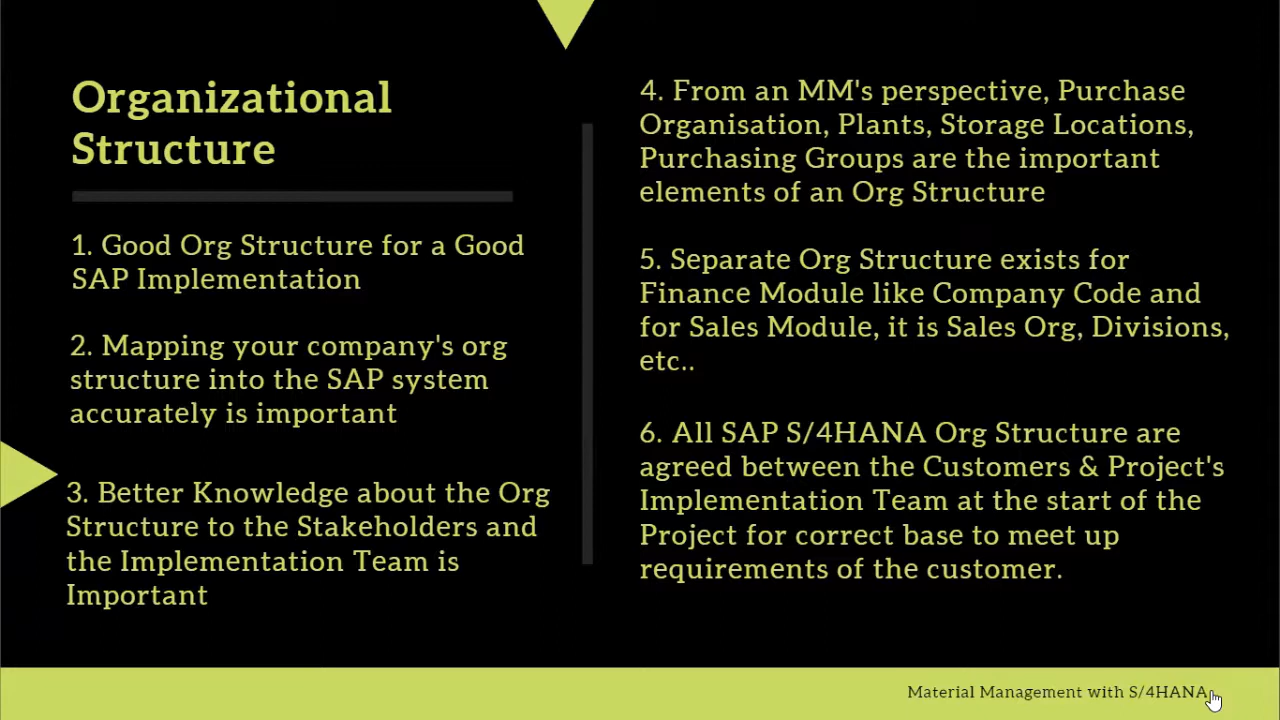 Organizational
Structure
1. Good Org Structure for a Good
SAP Implementation
2. Mapping your company's org
structure into the SAP system
accurately is important
3. Better Knowledge about the Org
Structure to the Stakeholders and
the Implementation Team is
Important
4. From an MM's perspective, Purchase
Organisation, Plants, Storage Locations,
Purchasing Groups are the important
elements of an Org Structure
5. Separate Org Structure exists for
Finance Module like Company Code and
for Sales Module, it is Sales Org, Divisions,
etc..
6. All SAP S/4HANA Org Structure are
agreed between the Customers & Project's
Implementation Team at the start of the
Project for correct base to meet up
requirements of the customer.
Material Management with S/4HANA